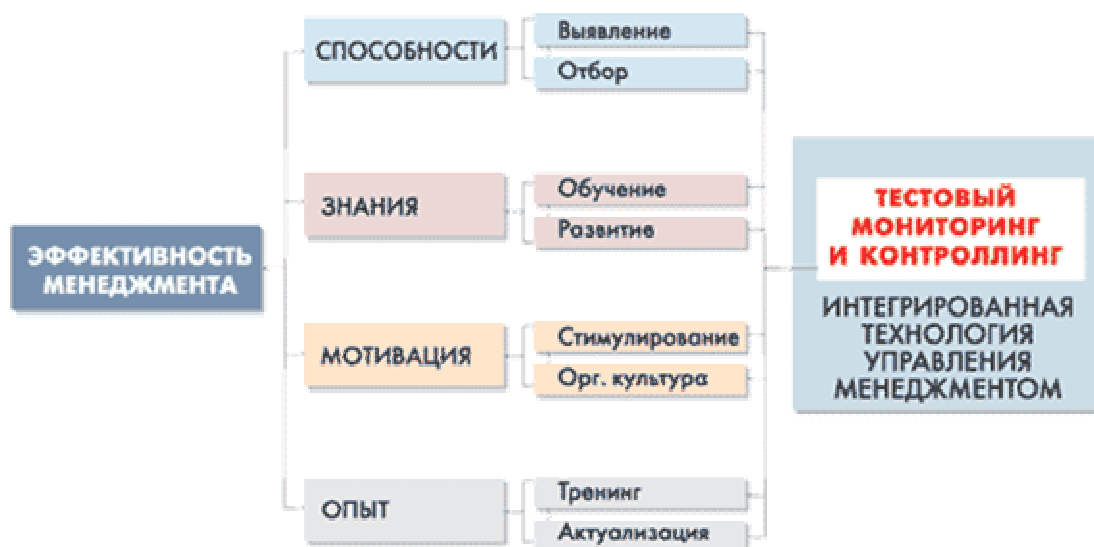 СПОСОБНОСТИ
Выявление
Отбор
ЗНАНИЯ
Обучение
Развитие
ЭФФЕКТИВНОСТЬ
МЕНЕДЖМЕНТА
МОТИВАЦИЯ
Стимулирование
Орг. культура
ОПЫТ
Тренинг
Актуализация
ТЕСТОВЫЙ
МОНИТОРИНГ
И КОНТРОЛЛИНГ
ИНТЕГРИРОВАННАЯ
ТЕХНОЛОГИЯ
УПРАВЛЕНИЯ
МЕНЕДЖМЕНТОМ